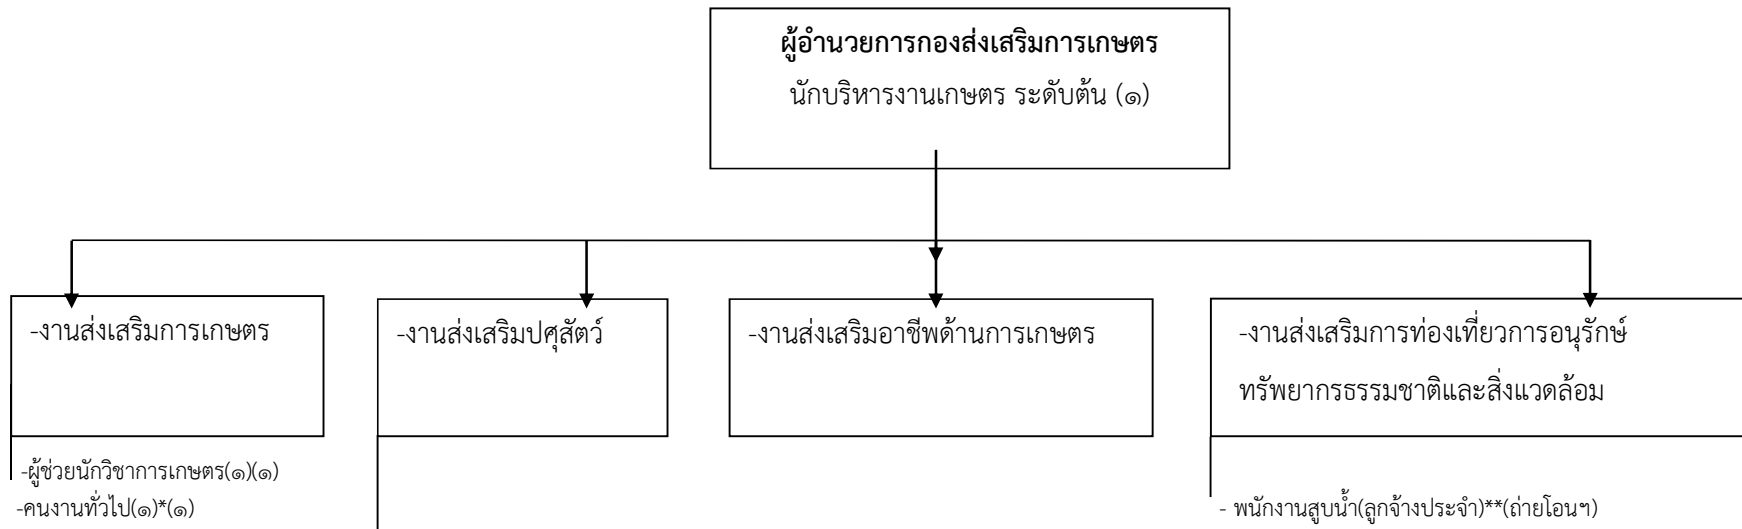 ผู้อำนวยการกองส่งเสริมการเกษตร
นักบริหารงานเกษตร ระดับต้น (๑)
-งานส่งเสริมการเกษตร
-งานส่งเสริมปศุสัตว์
-งานส่งเสริมอาชีพด้านการเกษตร
-งานส่งเสริมการท่องเที่ยวการอนุรักษ์
ทรัพยากรธรรมชาติและสิ่งแวดล้อม
-ผู้ช่วยนักวิชาการเกษตร(๑)(๑)
-คนงานทั่วไป(๑)*(๑)
- พนักงานสูบน้ำ(ลูกจ้างประจำ)**(ถ่ายโอนฯ)